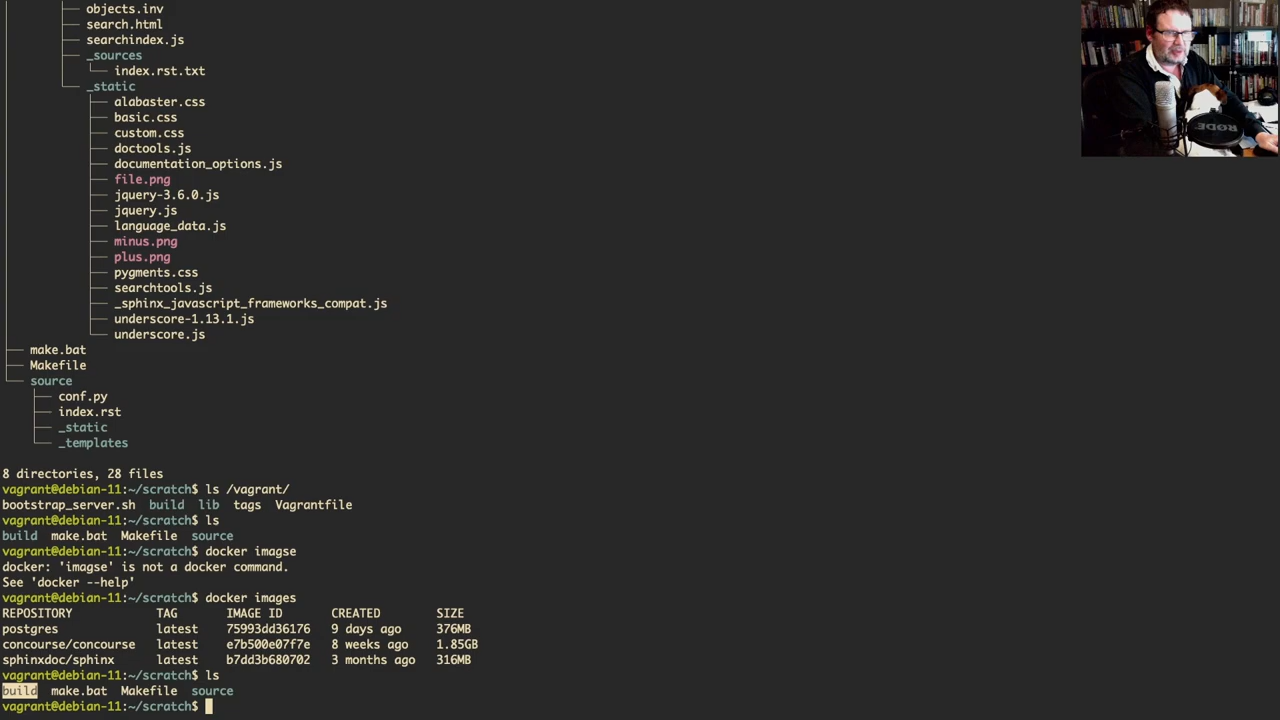 objects.inv
search.html
searchindex.js
_sources
index.rst.txt
_static
alabaster.css
basic.css
custom.css
doctools.js
documentation_options.js
file.png
jquery-3.6.0.js
jquery.js
language_data.js
minus.png
plus.png
pygments.css
searchtools.js
_sphinx_javascript_frameworks_compat.js
underscore-1.13.1.js
underscore.js
make.bat
Makefile
source
conf.py
index.rst
_static
_templates
8 directories, 28 files
vagrant@debian-11:~/scratch$ ls /vagrant/
bootstrap_server.sh build lib tags Vagrantfile
vagrant@debian-11:~/scratch$ ls
build make.bat Makefile source
vagrant@debian-11:~/scratch$ docker imagse
docker: 'imagse' is not a docker command.
See 'docker --help'
vagrant@debian-11:~/scratch$ docker images
REPOSITORY TAG IMAGE ID CREATED SIZE
postgres latest 75993dd36176 9 days ago 376MB
concourse/concourse latest e7b500e07f7e 8 weeks ago 1.85GB
sphinxdoc/sphinx latest b7dd3b680702 3 months ago 316MB
vagrant@debian-11:~/scratch$ ls
build make.bat Makefile source
vagrant@debian-11:~/scratch$
RØDE